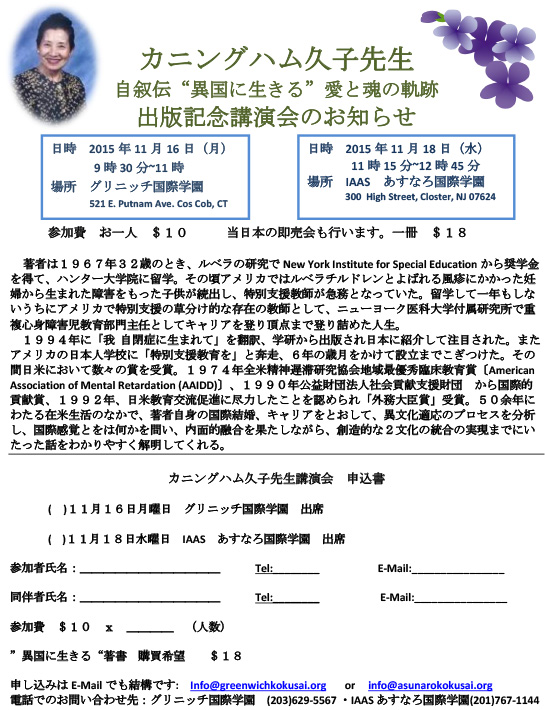 カニングハム久子先生
自叙伝“異国に生きる”愛と魂の軌跡
出版記念講演会のお知らせ
日時　2015 年 11 月 16 日（月）
9 時 30 分~11 時
場所　グリニッチ国際学園
521 E. Putnam Ave. Cos Cob, CT
日時　2015 年 11 月 18 日（水）
11 時 15 分~12 時 45 分
場所　IAAS　あすなろ国際学園
300 High Street, Closter, NJ 07624
参加費　お一人　＄１０　　　当日本の即売会も行います。一冊　＄１８
著者は１９６７年３２歳のとき、ルベラの研究で New York Institute for Special Education から奨学金
を得て、ハンター大学院に留学。その頃アメリカではルベラチルドレンとよばれる風疹にかかった妊
婦から生まれた障害をもった子供が続出し、特別支援教師が急務となっていた。留学して一年もしな
いうちにアメリカで特別支援の草分け的な存在の教師として、ニューヨーク医科大学付属研究所で重
複心身障害児教育部門主任としてキャリアを登り頂点まで登り詰めた人生。
１９９４年に「我 自閉症に生まれて」を翻訳、学研から出版され日本に紹介して注目された。また
アメリカの日本人学校に「特別支援教育を」と奔走、６年の歳月をかけて設立までこぎつけた。その
間日米において数々の賞を受賞。１９７４年全米精神遅滞研究協会地域最優秀臨床教育賞〔American
Association of Mental Retardation (AAIDD)〕、１９９０年公益財団法人社会貢献支援財団　から国際的
貢献賞、１９９２年、日米教育交流促進に尽力したことを認められ「外務大臣賞」受賞。５０余年に
わたる在米生活のなかで、著者自身の国際結婚、キャリアをとおして、異文化適応のプロセスを分析
し、国際感覚とをは何かを問い、内面的融合を果たしながら、創造的な２文化の統合の実現までにい
たった話をわかりやすく解明してくれる。
カニングハム久子先生講演会　申込書
(　)１１月１６日月曜日　グリニッチ国際学園　出席
(　)１１月１８日水曜日　IAAS　あすなろ国際学園　出席
参加者氏名：____________________ Tel:________ E-Mail:________________
同伴者氏名：____________________ Tel:________ E-Mail:________________
参加費　＄１０　ｘ　________　（人数）
”異国に生きる“著書　購買希望　　＄１８
申し込みは E-Mail でも結構です:　Info@greenwichkokusai.org　or　info@asunarokokusai.org
電話でのお問い合わせ先：グリニッチ国際学園　(203)629-5567 ・IAAS あすなろ国際学園(201)767-1144